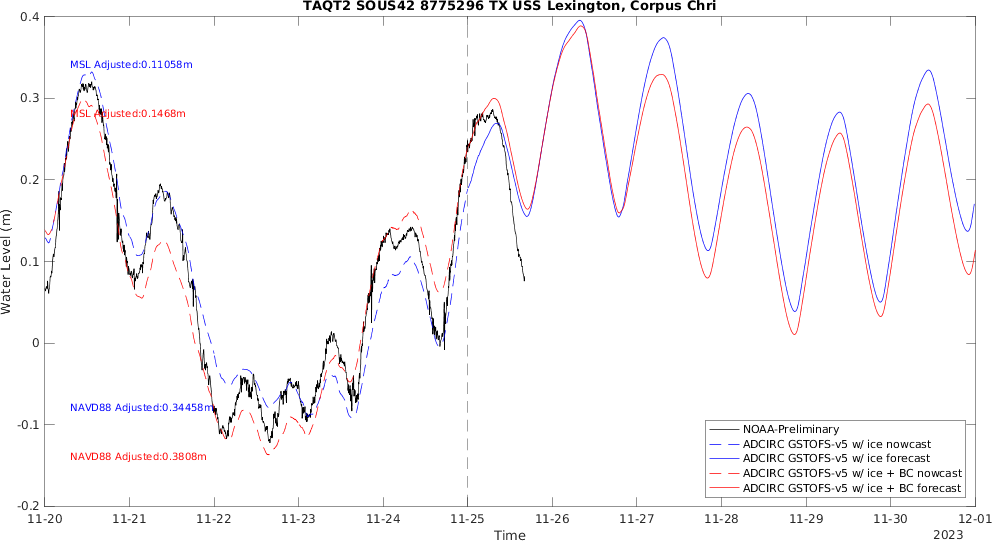 TAQT2 SOUS42 8775296 TX USS Lexington, Corpus Chri
0.4
0.3
0.2
0.1
0
-0.1
-0.2
Water Level (m)
MSL Adjusted:0.11058m
MSL Adjusted:0.1468m
NAVD88 Adjusted:0.34458m
NAVD88 Adjusted:0.3808m
NOAA-Preliminary
ADCIRC GSTOFS-v5 w/ ice nowcast
ADCIRC GSTOFS-v5 w/ ice forecast
ADCIRC GSTOFS-v5 w/ ice + BC nowcast
ADCIRC GSTOFS-v5 w/ ice + BC forecast
11-20 11-21 11-22 11-23 11-24 11-25 11-26 11-27 11-28 11-29 11-30 12-01
Time
2023